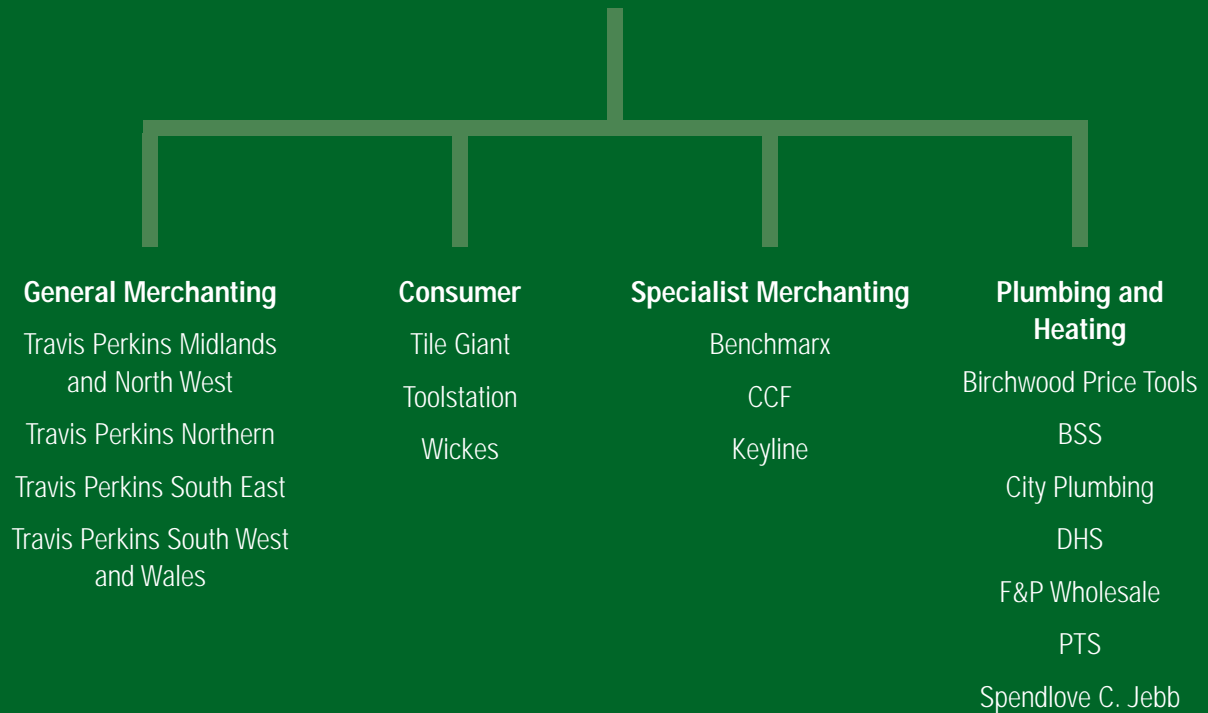 General Merchanting
Travis Perkins Midlands
and North West
Travis Perkins Northern
Travis Perkins South East
Travis Perkins South West
and Wales
Consumer
Tile Giant
Toolstation
Wickes
Specialist Merchanting
Benchmarx
CCF
Keyline
Plumbing and
Heating
Birchwood Price Tools
BSS
City Plumbing
DHS
F&P Wholesale
PTS
Spendlove C. Jebb